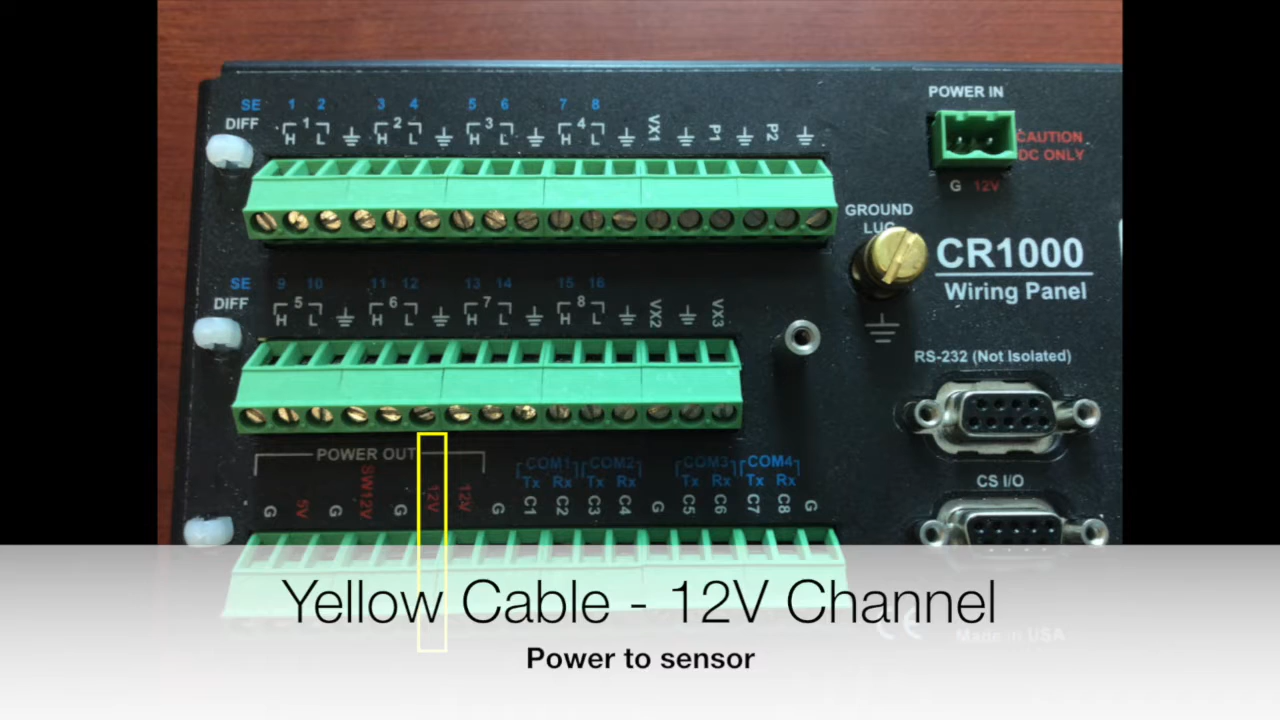 SE 1 2 3 4 5 6 7 8
DIFF 1 2 3 4
H L H L H L H L VX1 P1 P2
POWER IN
CAUTION
DC ONLY
G 12V
GROUND
LUG
CR1000
Wiring Panel
SE 9 10 11 12 13 14 15 16
DIFF 5 6 7 8
H L H L H L H L VX2 VX3
RS-232 (Not Isolated)
CS I/O
POWER OUT
COM1 COM2 COM3 COM4
Tx Rx Tx Rx Tx Rx Tx Rx
G 5V G SW12V G 12V 12V G C1 C2 C3 C4 G C5 C6 C7 C8 G
Yellow Cable - 12V Channel
CE Made in USA
Power to sensor